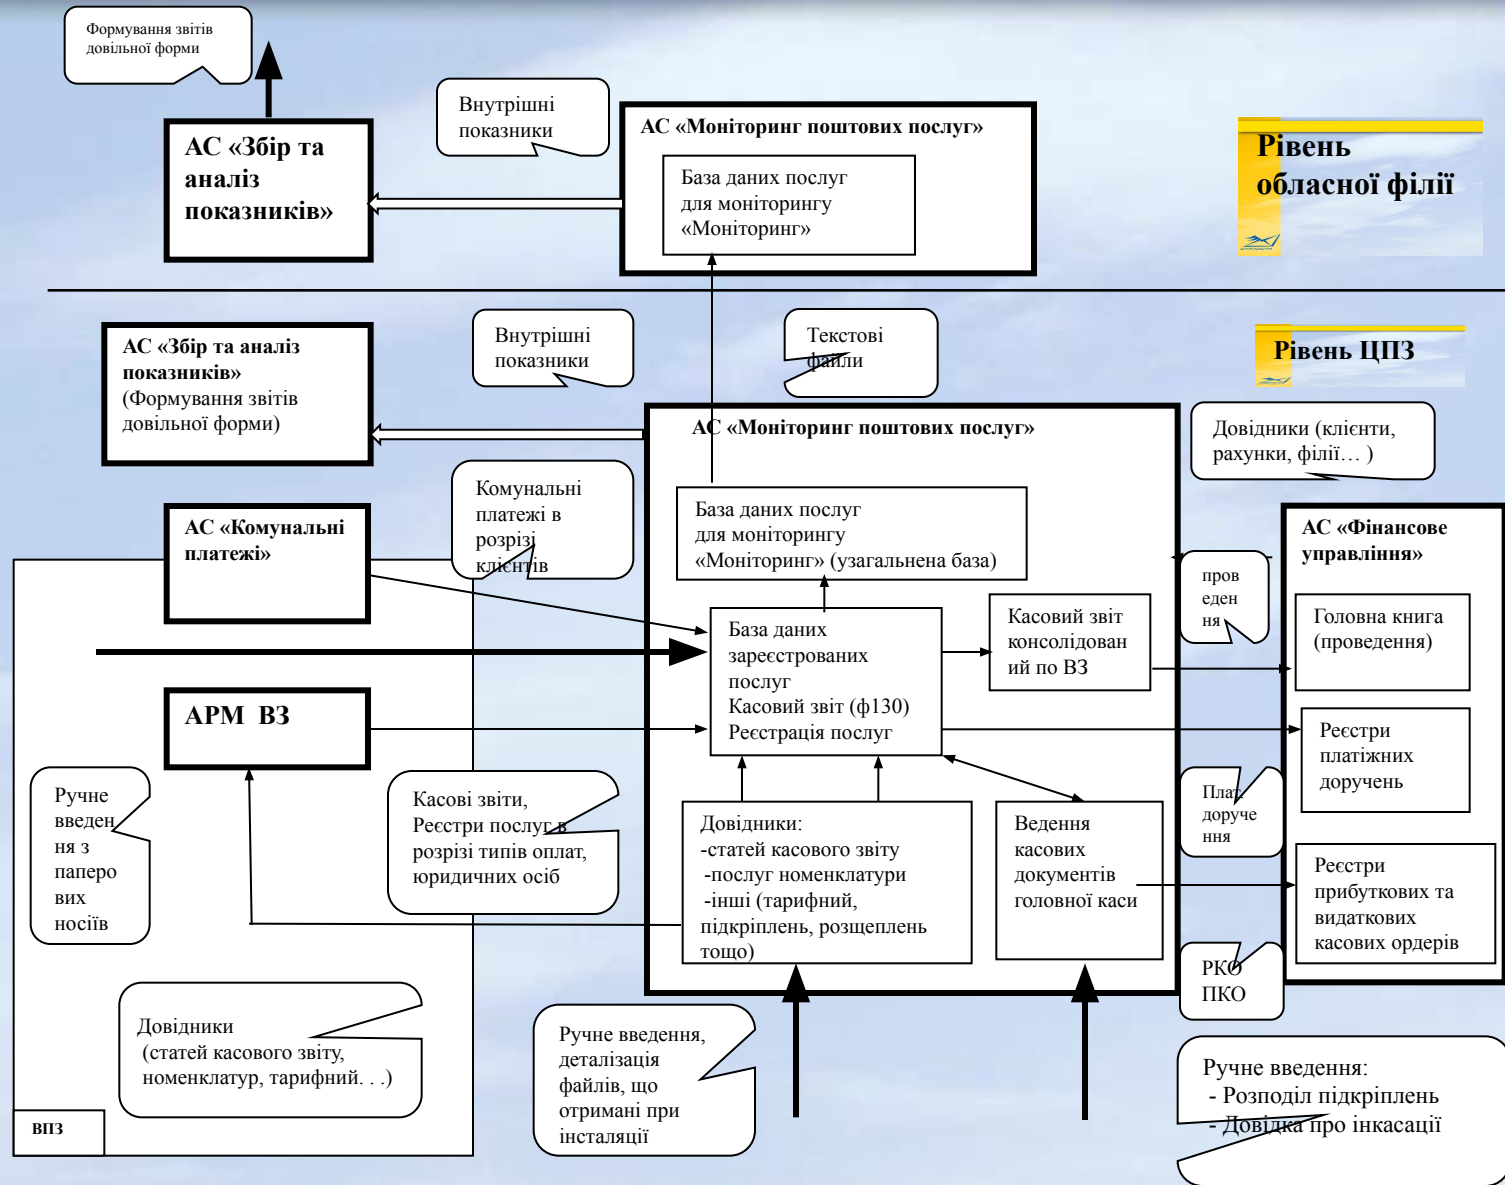 Формування звітів
довільної форми
АС «Збір та
аналіз
показників»
Внутрішні
показники
АС «Моніторинг поштових послуг»
База даних послуг
для моніторингу
«Моніторинг»
Рівень
обласної філії
АС «Збір та аналіз
показників»
(Формування звітів
довільної форми)
Внутрішні
показники
Текстові
файли
Рівень ЦПЗ
АС «Моніторинг поштових послуг»
Довідники (клієнти,
рахунки, філії… )
АС «Комунальні
платежі»
Комунальні
платежі в
розрізі
клієнтів
База даних послуг
для моніторингу
«Моніторинг» (узагальнена база)
АС «Фінансове
управління»
пров
еден
ня
База даних
зареєстрованих
послуг
Касовий звіт (ф130)
Реєстрація послуг
Касовий звіт
консолідован
ий по ВЗ
Головна книга
(проведення)
АРМ ВЗ
Реєстри
платіжних
доручень
Ручне
введен
ня з
паперо
вих
носіїв
Касові звіти,
Реєстри послуг в
розрізі типів оплат,
юридичних осіб
Довідники:
-статей касового звіту
-послуг номенклатури
-інші (тарифний,
підкріплень, розщеплень
тощо)
Ведення
касових
документів
головної каси
Плат.
доруче
ння
Реєстри
прибуткових та
видаткових
касових ордерів
РКО
ПКО
Довідники
(статей касового звіту,
номенклатур, тарифний. . .)
Ручне введення,
деталізація
файлів, що
отримані при
інсталяції
Ручне введення:
- Розподіл підкріплень
- Довідка про інкасації
ВПЗ